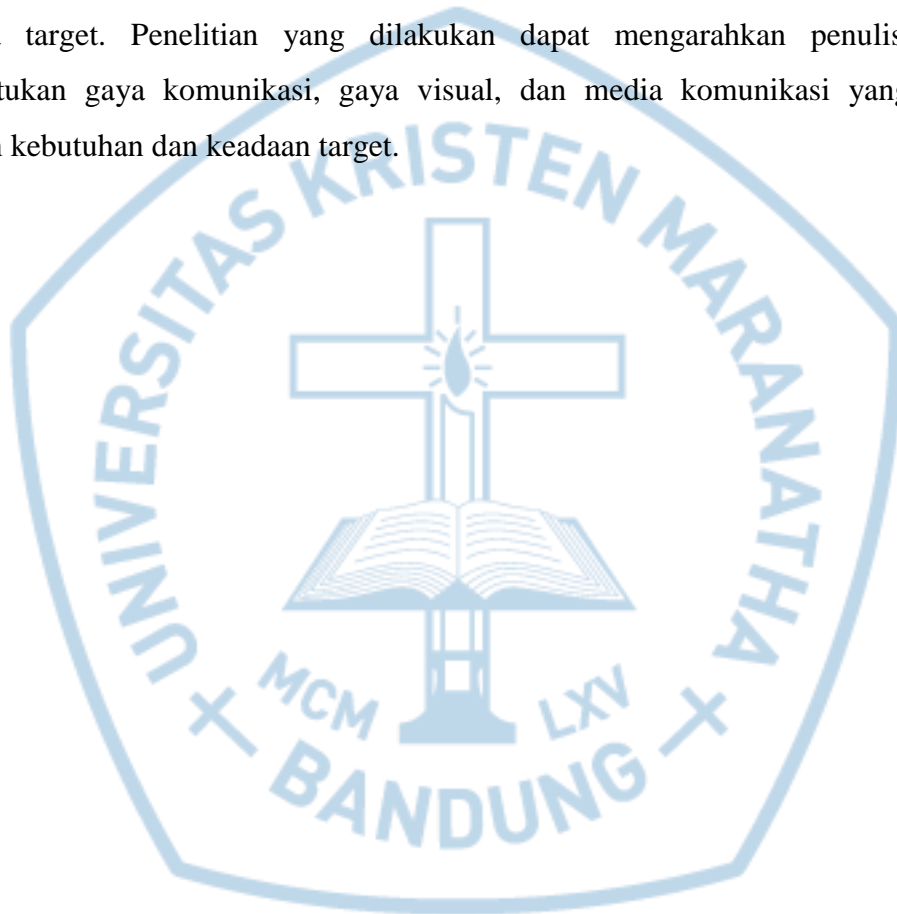 target. Penelitian yang dilakukan dapat mengarahkan penulis
tukan gaya komunikasi, gaya visual, dan media komunikasi yang
kebutuhan dan keadaan target.
UNIVERSITAS KRISTEN MARANATHA
MCM LXV
BANDUNG